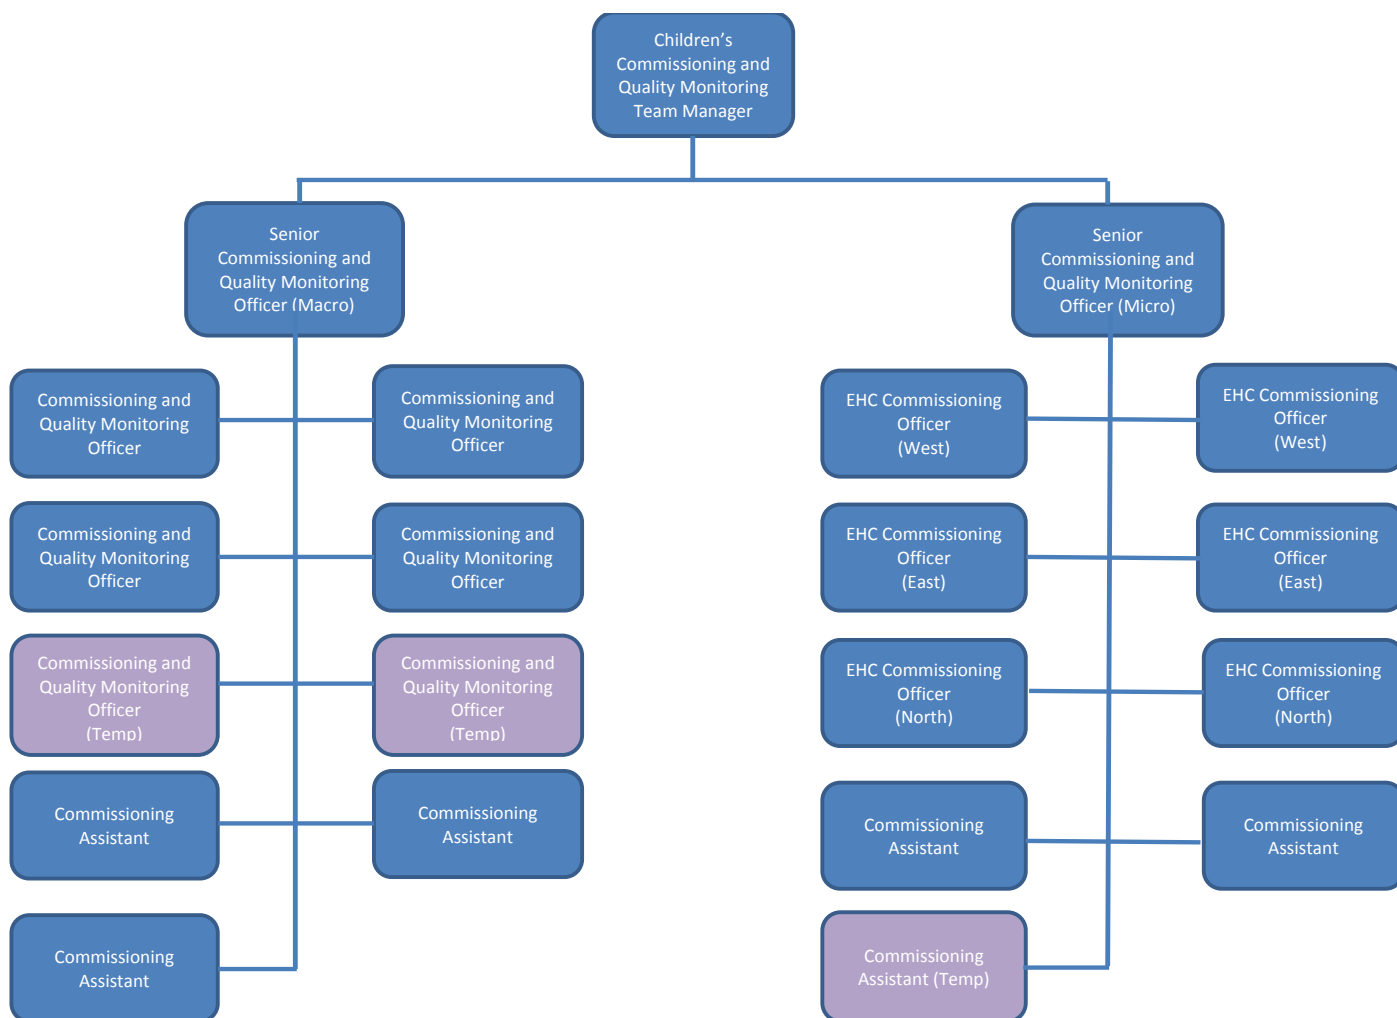 Children’s
Commissioning and
Quality Monitoring
Team Manager
Senior
Commissioning and
Quality Monitoring
Officer (Macro)
Senior
Commissioning and
Quality Monitoring
Officer (Micro)
Commissioning and
Quality Monitoring
Officer
Commissioning and
Quality Monitoring
Officer
EHC Commissioning
Officer
(West)
EHC Commissioning
Officer
(West)
Commissioning and
Quality Monitoring
Officer
Commissioning and
Quality Monitoring
Officer
EHC Commissioning
Officer
(East)
EHC Commissioning
Officer
(East)
Commissioning and
Quality Monitoring
Officer
(Temp)
Commissioning and
Quality Monitoring
Officer
(Temp)
EHC Commissioning
Officer
(North)
EHC Commissioning
Officer
(North)
Commissioning
Assistant
Commissioning
Assistant
Commissioning
Assistant
Commissioning
Assistant
Commissioning
Assistant
Commissioning
Assistant (Temp)